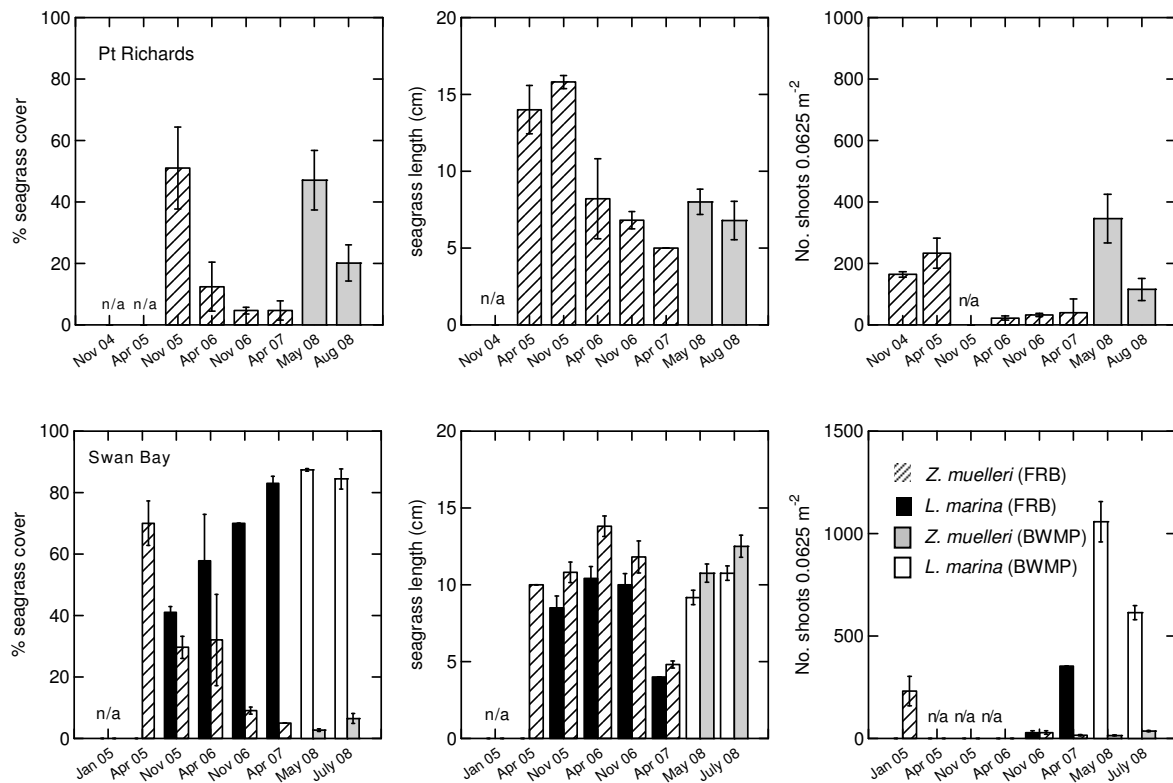 Pt Richards
% seagrass cover
100
80
60
40
20
0
n/a n/a
Nov 04 Apr 05 Nov 05 Apr 06 Nov 06 Apr 07 May 08 Aug 08
seagrass length (cm)
20
15
10
5
0
n/a
Nov 04 Apr 05 Nov 05 Apr 06 Nov 06 Apr 07 May 08 Aug 08
No. shoots 0.0625 m-2
1000
800
600
400
200
0
n/a
Nov 04 Apr 05 Nov 05 Apr 06 Nov 06 Apr 07 May 08 Aug 08
Swan Bay
% seagrass cover
100
80
60
40
20
0
n/a
Jan 05 Apr 05 Nov 05 Apr 06 Nov 06 Apr 07 May 08 July 08
seagrass length (cm)
20
15
10
5
0
n/a
Jan 05 Apr 05 Nov 05 Apr 06 Nov 06 Apr 07 May 08 July 08
No. shoots 0.0625 m-2
1500
1000
500
0
Z. muelleri (FRB)
L. marina (FRB)
Z. muelleri (BWMP)
L. marina (BWMP)
n/a n/a n/a
Jan 05 Apr 05 Nov 05 Apr 06 Nov 06 Apr 07 May 08 July 08